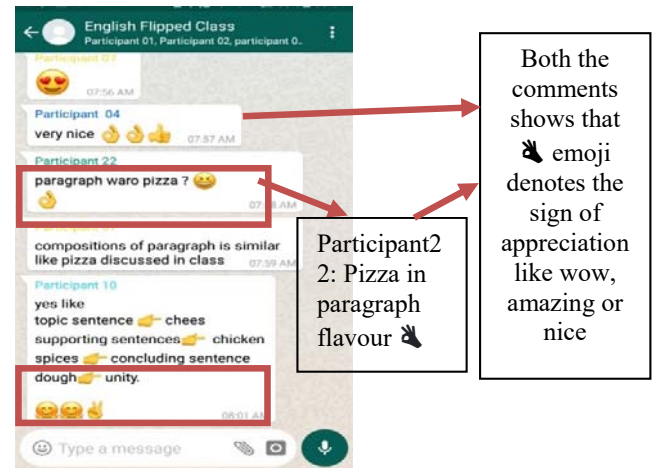 English Flipped Class
Participant 01, Participant 02, participant 0..
Participant 07
😍
07:56 AM
Participant 04
very nice 👌👌👍
07:57 AM
Participant 22
paragraph waro pizza ? 😄
👌
AM
compositions of paragraph is similar
like pizza discussed in class
07:59 AM
Participant 10
yes like
topic sentence 👉 chees
supporting sentences👉 chicken
spices 👉 concluding sentence
dough👉 unity.
😊😊✌
08:01 AM
Type a message
Participant2
2: Pizza in
paragraph
flavour 👌
Both the
comments
shows that
👌 emoji
denotes the
sign of
appreciation
like wow,
amazing or
nice